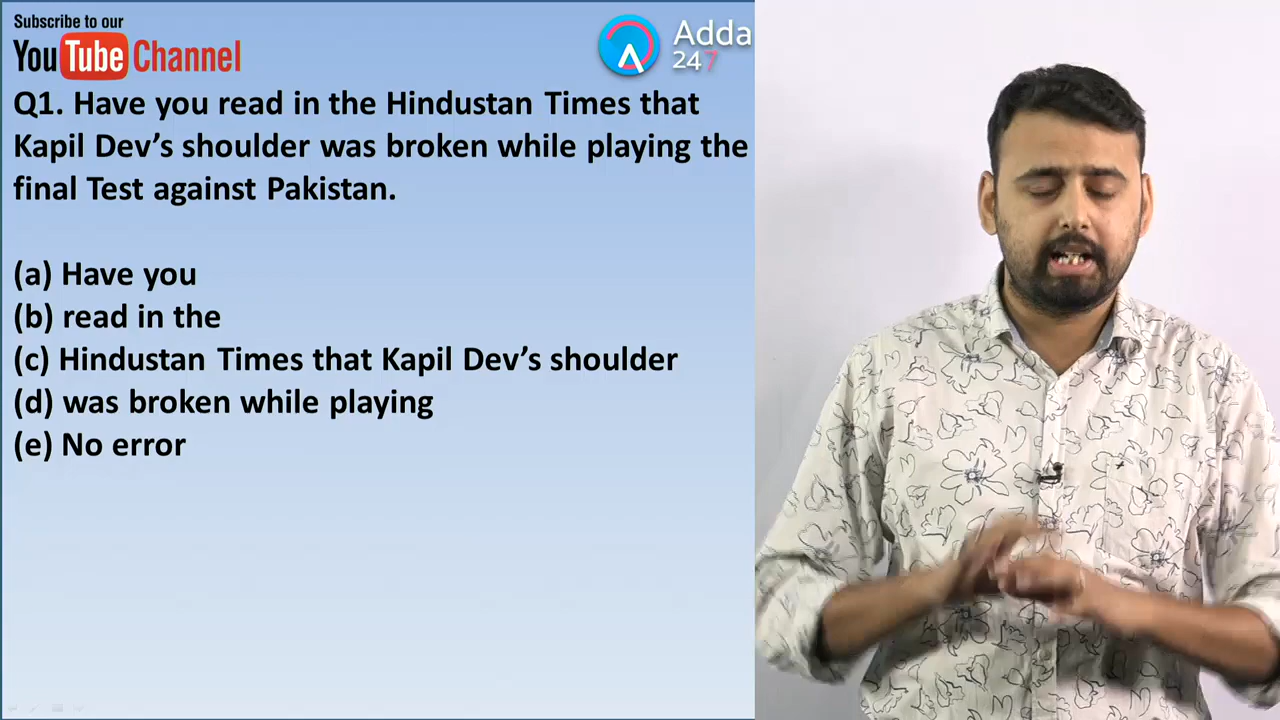 Subscribe to our
YouTube Channel
Adda
247
Q1. Have you read in the Hindustan Times that
Kapil Dev’s shoulder was broken while playing the
final Test against Pakistan.
(a) Have you
(b) read in the
(c) Hindustan Times that Kapil Dev’s shoulder
(d) was broken while playing
(e) No error